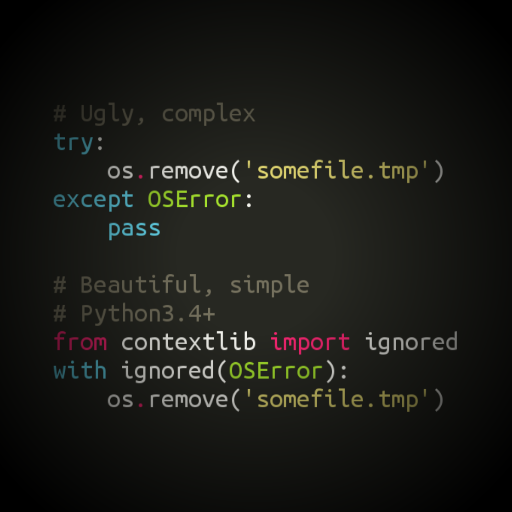 # Ugly, complex
try:
    os.remove('somefile.tmp')
except OSError:
    pass

# Beautiful, simple
# Python3.4+
from contextlib import ignored
with ignored(OSError):
    os.remove('somefile.tmp')